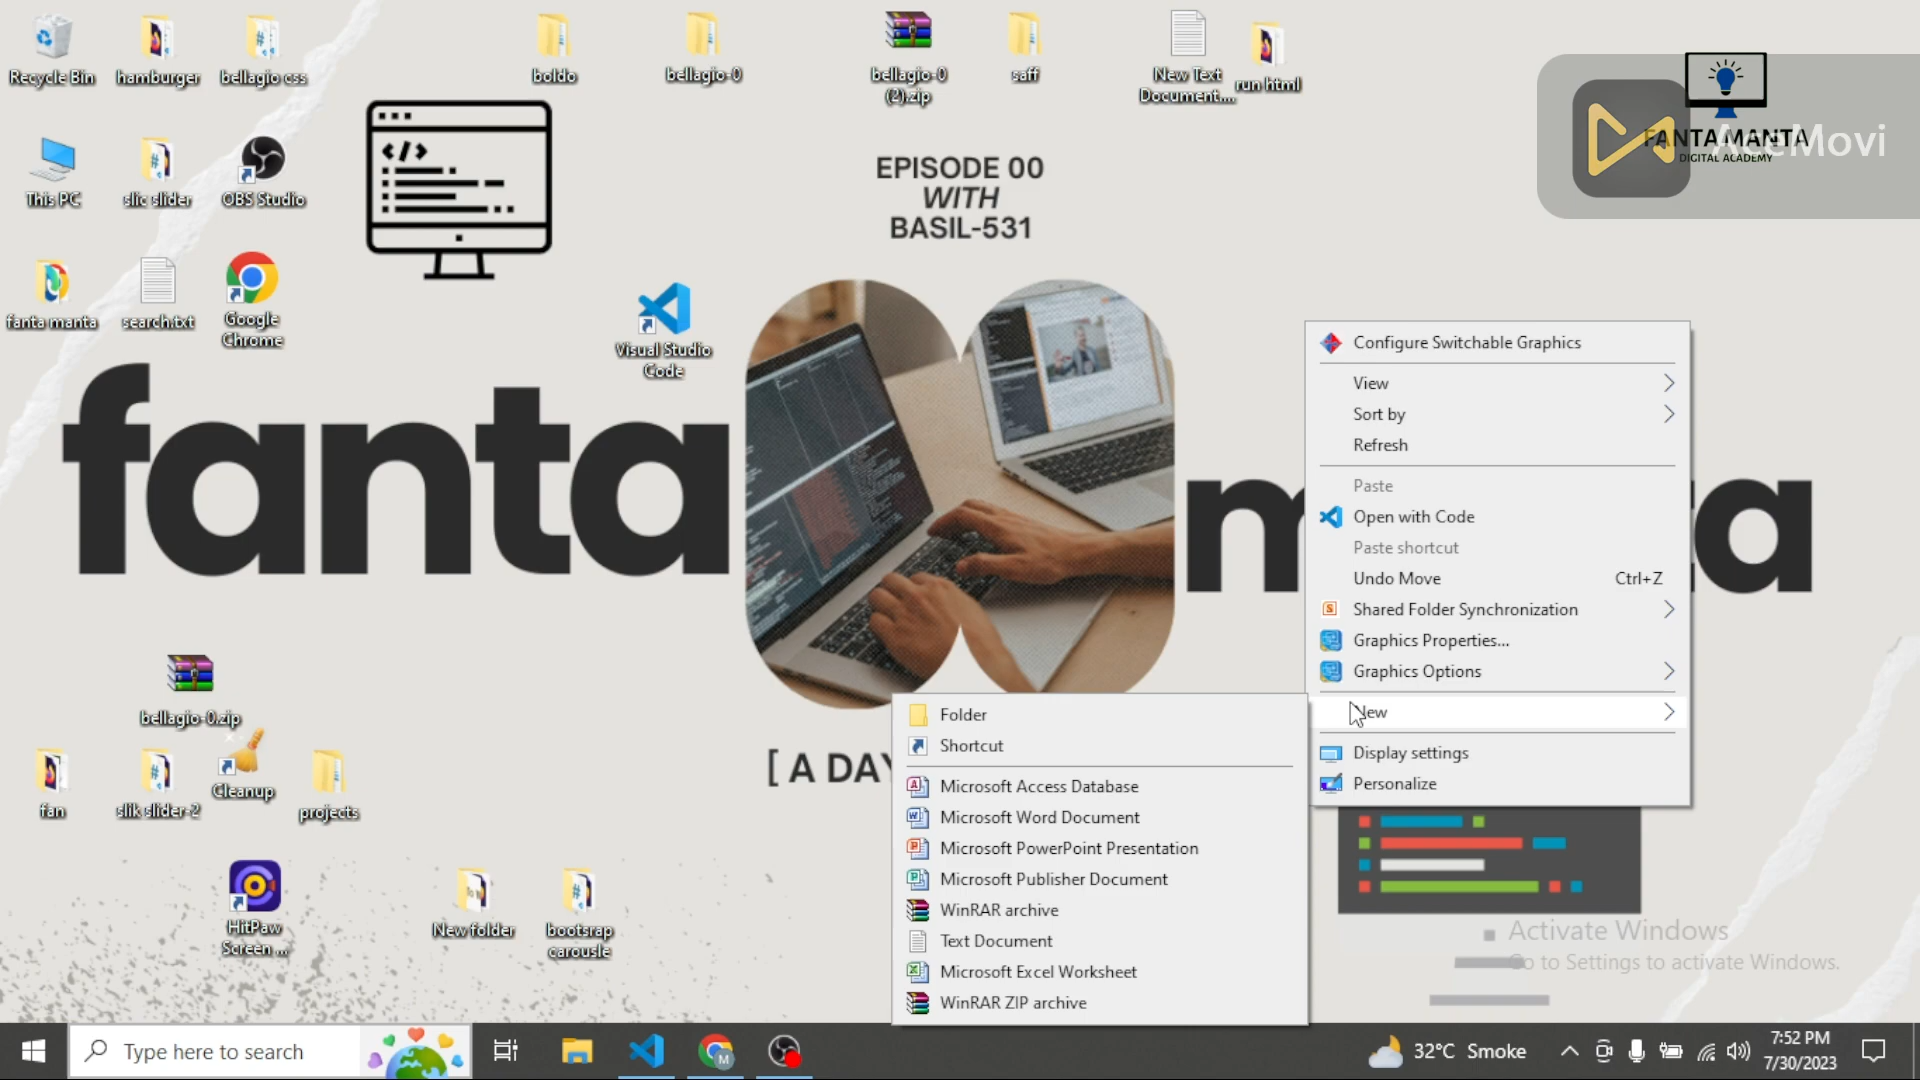 Recycle Bin
hamburger
bellagio css
boldo
bellagio-0
bellagio-0
(2).zip
saff
New Text
Document....
run html
FANTAMANTA
DIGITAL ACADEMY
AceMovi
This PC
slic slider
OBS Studio
</>
EPISODE 00
WITH
BASIL-531
fanta manta
search.txt
Google
Chrome
Visual Studio
Code
fanta
m
ta
Configure Switchable Graphics
View
Sort by
Refresh
Paste
Open with Code
Paste shortcut
Undo Move Ctrl+Z
Shared Folder Synchronization
Graphics Properties...
Graphics Options
New
Display settings
Personalize
bellagio-0.zip
[ A DAY
Folder
Shortcut
Microsoft Access Database
Microsoft Word Document
Microsoft PowerPoint Presentation
Microsoft Publisher Document
WinRAR archive
Text Document
Microsoft Excel Worksheet
WinRAR ZIP archive
fan
slik slider-2
Cleanup
projects
HitPaw
Screen ...
New folder
bootsrap
carousle
Activate Windows
Go to Settings to activate Windows.
Type here to search
M
32°C Smoke
7:52 PM
7/30/2023